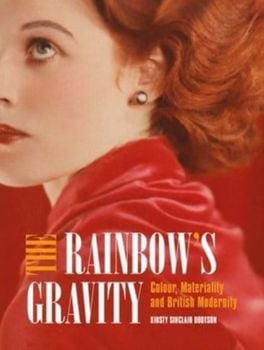 THE RAINBOW'S
GRAVITY
Colour, Materiality
and British Modernity
KIRSTY SINCLAIR DOOTSON